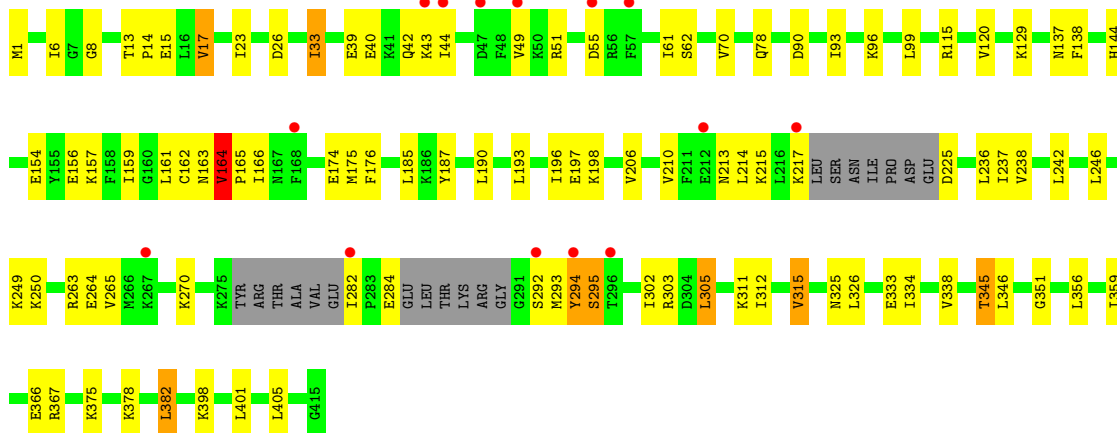 M1 I6 G7 G8 T13 P14 E15 L16 V17 I23 D26 I33 E39 E40 K41 Q42 K43 I44 D47 F48 V49 K50 R51 D55 R56 F57 I61 S62 V70 Q78 D90 I93 K96 L99 R115 V120 K129 N137 F138 H144
E154 Y155 E156 K157 F158 I159 G160 L161 C162 N163 V164 P165 I166 N167 F168 E174 M175 F176 L185 K186 Y187 L190 L193 I196 E197 K198 V206 V210 F211 E212 N213 L214 K215 L216 K217 LEU SER ASN ILE PRO ASP GLU D225 L236 I237 V238 L242 L246
K249 K250 R263 E264 V265 M266 K267 K270 K275 TYR ARG THR ALA VAL GLU I282 P283 E284 GLU LEU THR LYS ARG GLY G291 S292 M293 Y294 S295 T296 I302 R303 D304 L305 K311 I312 V315 N325 L326 E333 I334 V338 T345 L346 G351 L356
E366 R367 K375 K378 L382 K398 L401 L405 G415